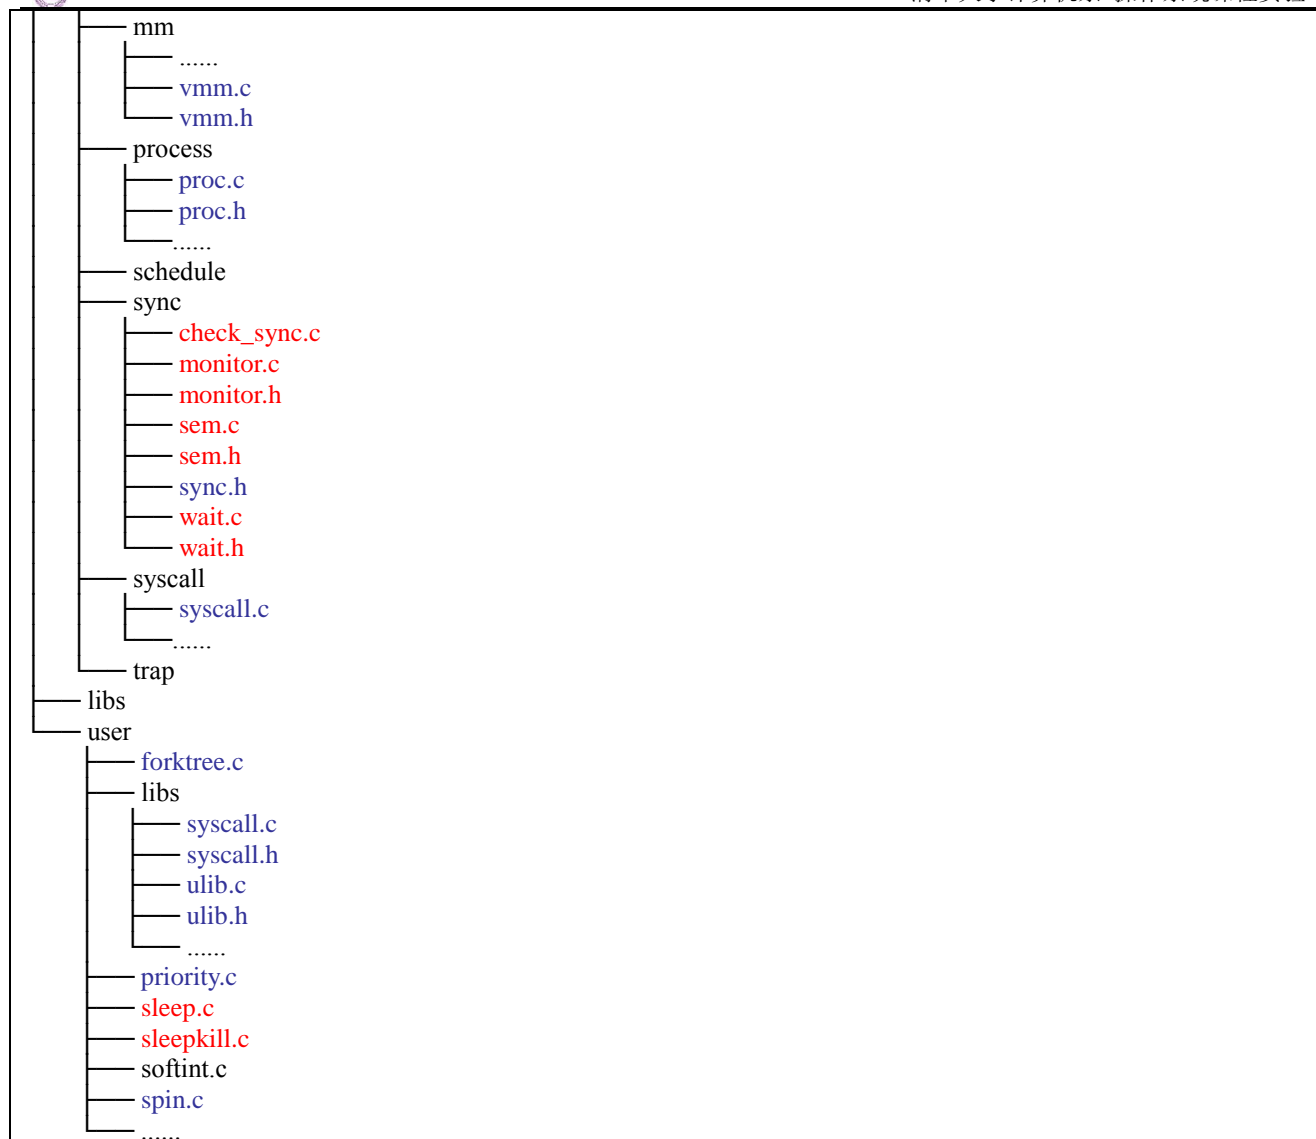 mm
......
vmm.c
vmm.h
process
proc.c
proc.h
......
schedule
sync
check_sync.c
monitor.c
monitor.h
sem.c
sem.h
sync.h
wait.c
wait.h
syscall
syscall.c
......
trap
libs
user
forktree.c
libs
syscall.c
syscall.h
ulib.c
ulib.h
......
priority.c
sleep.c
sleepkill.c
softint.c
spin.c
......